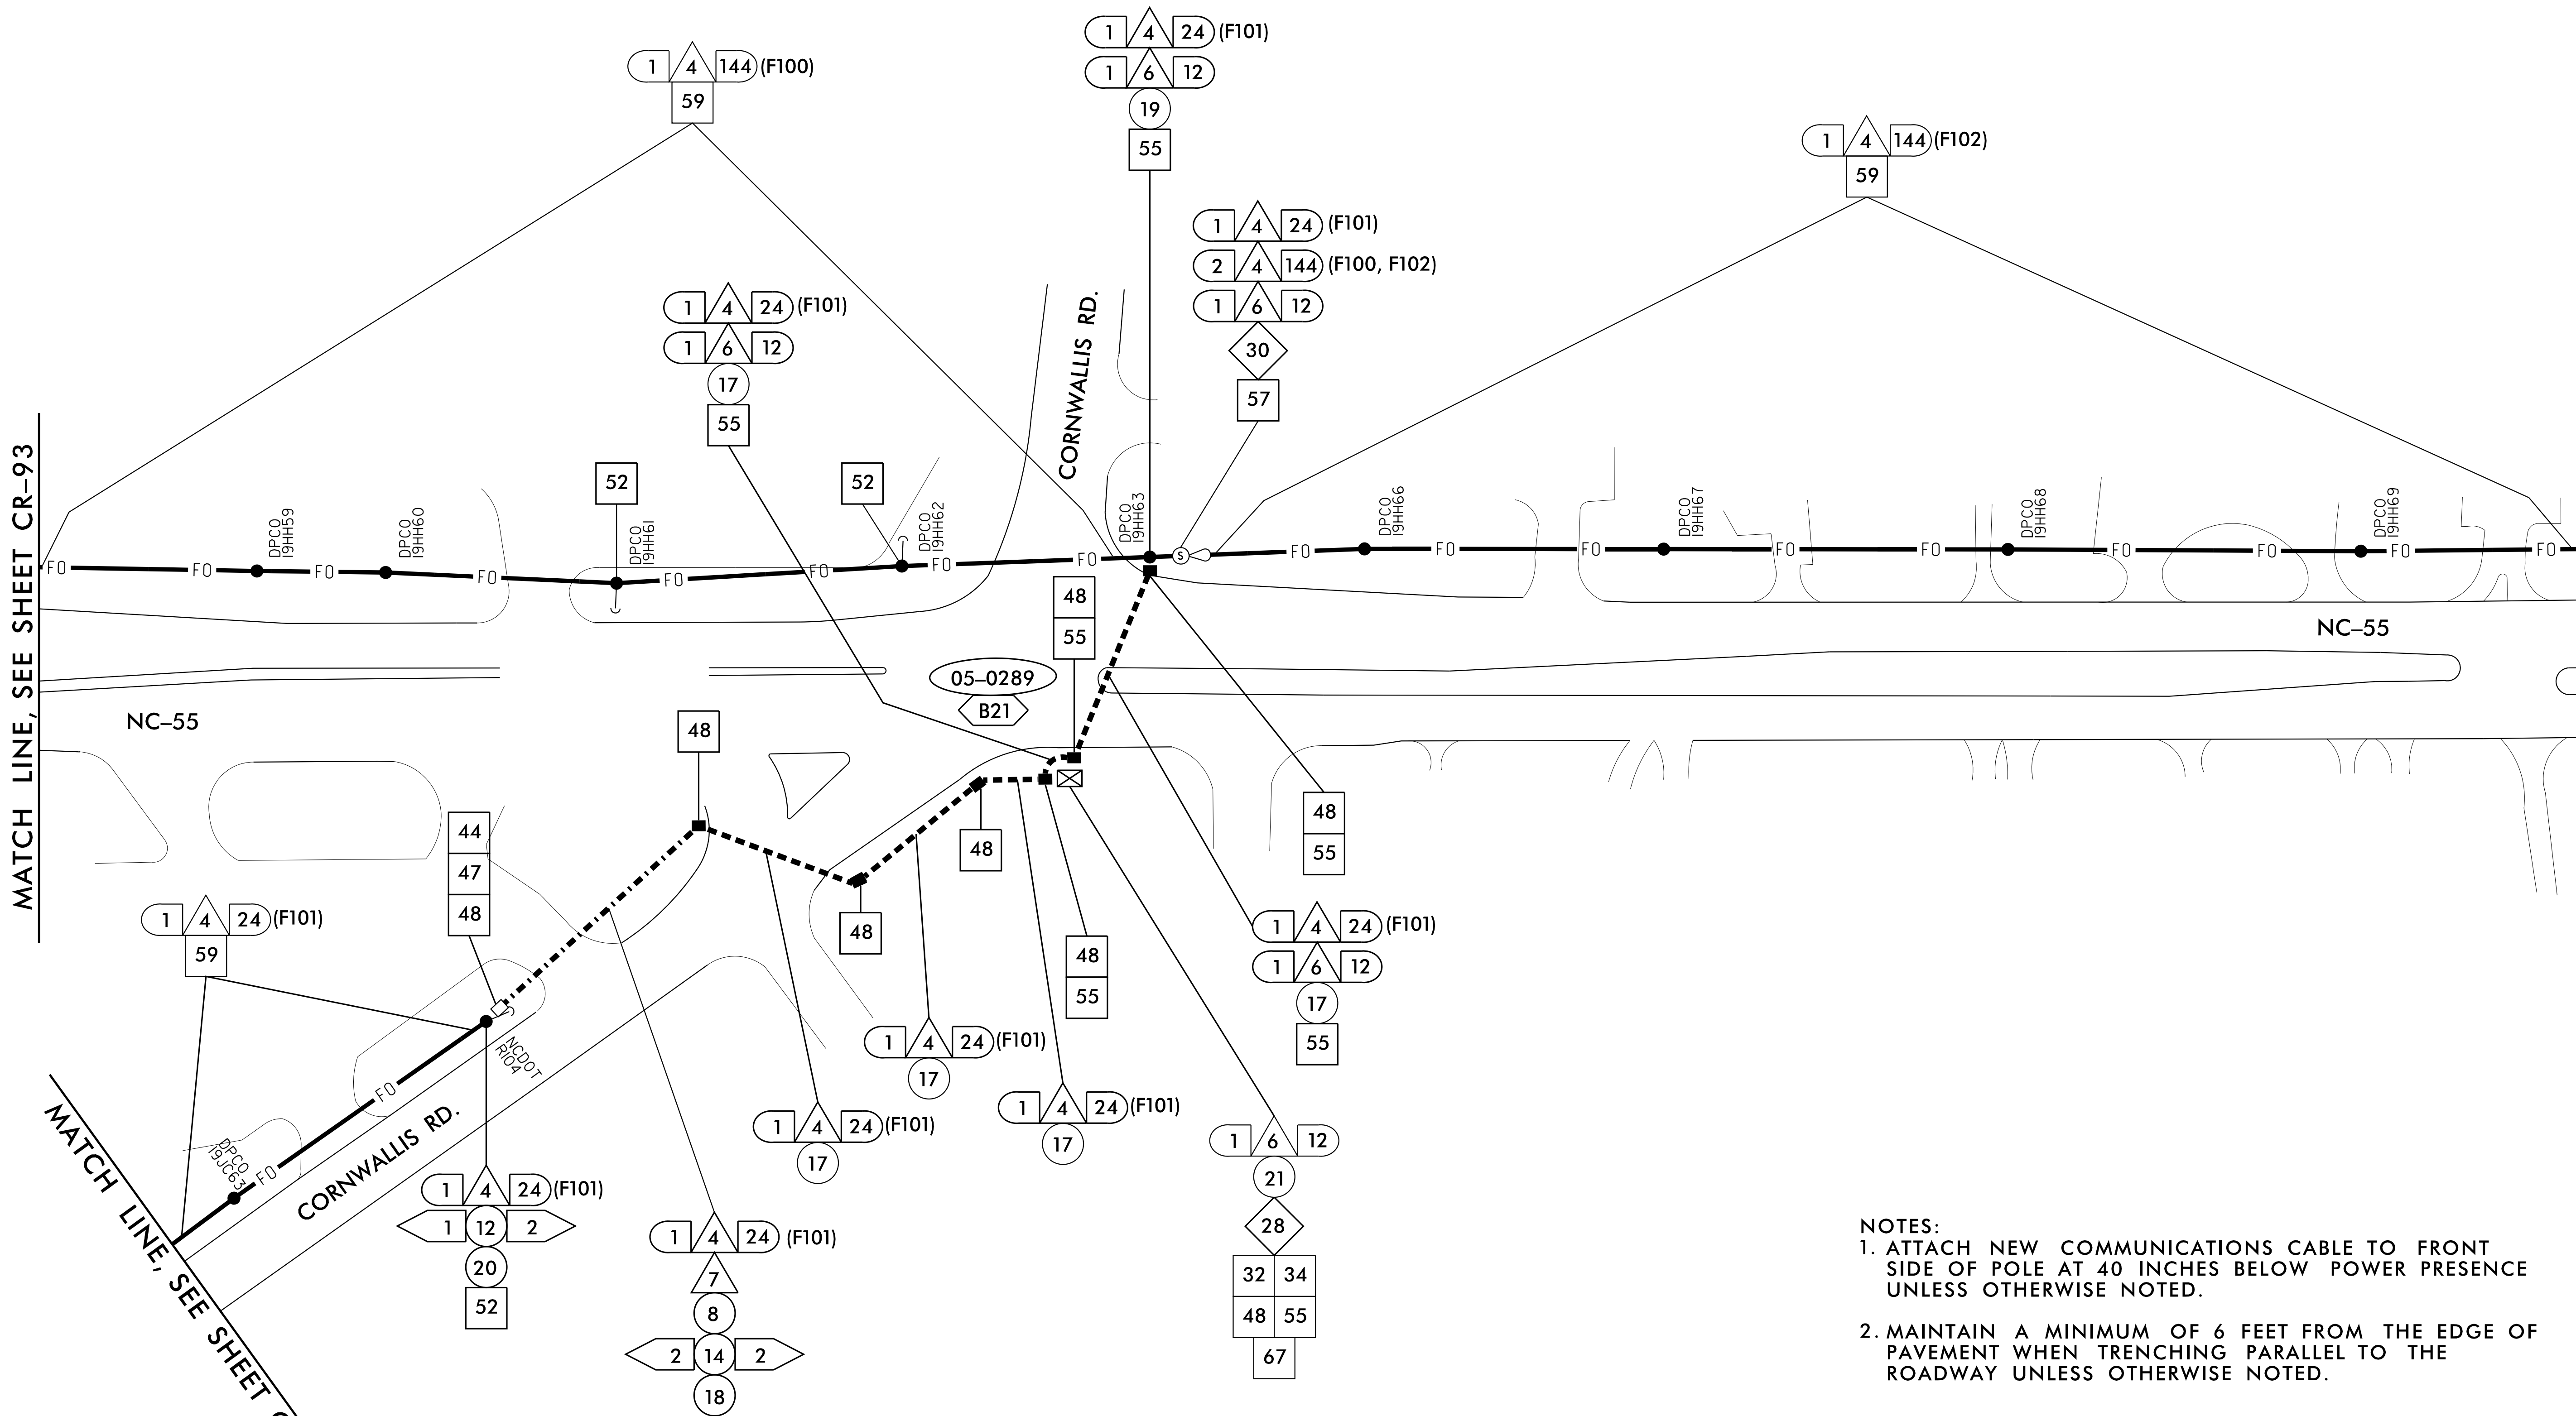 1 4 144 (F100)
59
1 4 24 (F101)
1 6 12
19
55
1 4 144 (F102)
59
1 4 24 (F101)
2 4 144 (F100, F102)
1 6 12
30
57
1 4 24 (F101)
1 6 12
17
55
CORNWALLIS RD.
52
52
DPCO
19HH59
DPCO
19HH60
DPCO
19HH61
DPCO
19HH62
DPCO
19HH63
DPCO
19HH66
DPCO
19HH67
DPCO
19HH68
DPCO
19HH69
FO FO FO FO FO FO FO FO S FO FO FO FO FO FO FO FO FO
MATCH LINE, SEE SHEET CR-93
48
55
NC-55
05-0289
B21
NC-55
48
48
48
48
55
44
47
48
1 4 24 (F101)
59
48
55
1 4 24 (F101)
1 6 12
17
55
1 4 24 (F101)
17
1 4 24 (F101)
17
1 4 24 (F101)
17
NCDOT
R104
FO
FO
DPCO
19JC63
CORNWALLIS RD.
MATCH LINE, SEE SHEET
1 4 24 (F101)
1 12 2
20
52
1 4 24 (F101)
7
8
2 14 2
18
1 6 12
21
28
32 34
48 55
67
NOTES:
1. ATTACH NEW COMMUNICATIONS CABLE TO FRONT
SIDE OF POLE AT 40 INCHES BELOW POWER PRESENCE
UNLESS OTHERWISE NOTED.
2. MAINTAIN A MINIMUM OF 6 FEET FROM THE EDGE OF
PAVEMENT WHEN TRENCHING PARALLEL TO THE
ROADWAY UNLESS OTHERWISE NOTED.